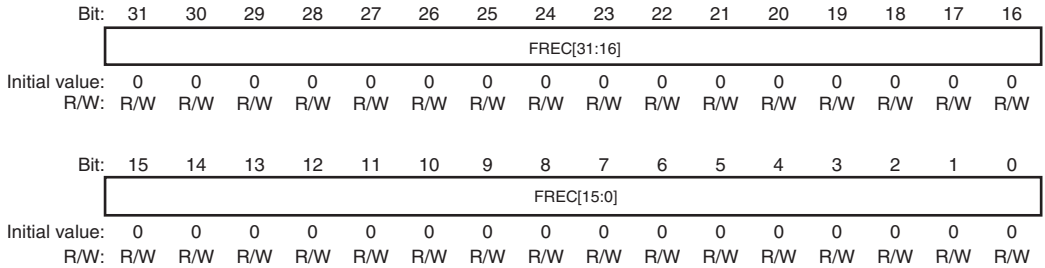 Bit: 31 30 29 28 27 26 25 24 23 22 21 20 19 18 17 16
FREC[31:16]
Initial value: 0 0 0 0 0 0 0 0 0 0 0 0 0 0 0 0
R/W: R/W R/W R/W R/W R/W R/W R/W R/W R/W R/W R/W R/W R/W R/W R/W R/W
Bit: 15 14 13 12 11 10 9 8 7 6 5 4 3 2 1 0
FREC[15:0]
Initial value: 0 0 0 0 0 0 0 0 0 0 0 0 0 0 0 0
R/W: R/W R/W R/W R/W R/W R/W R/W R/W R/W R/W R/W R/W R/W R/W R/W R/W